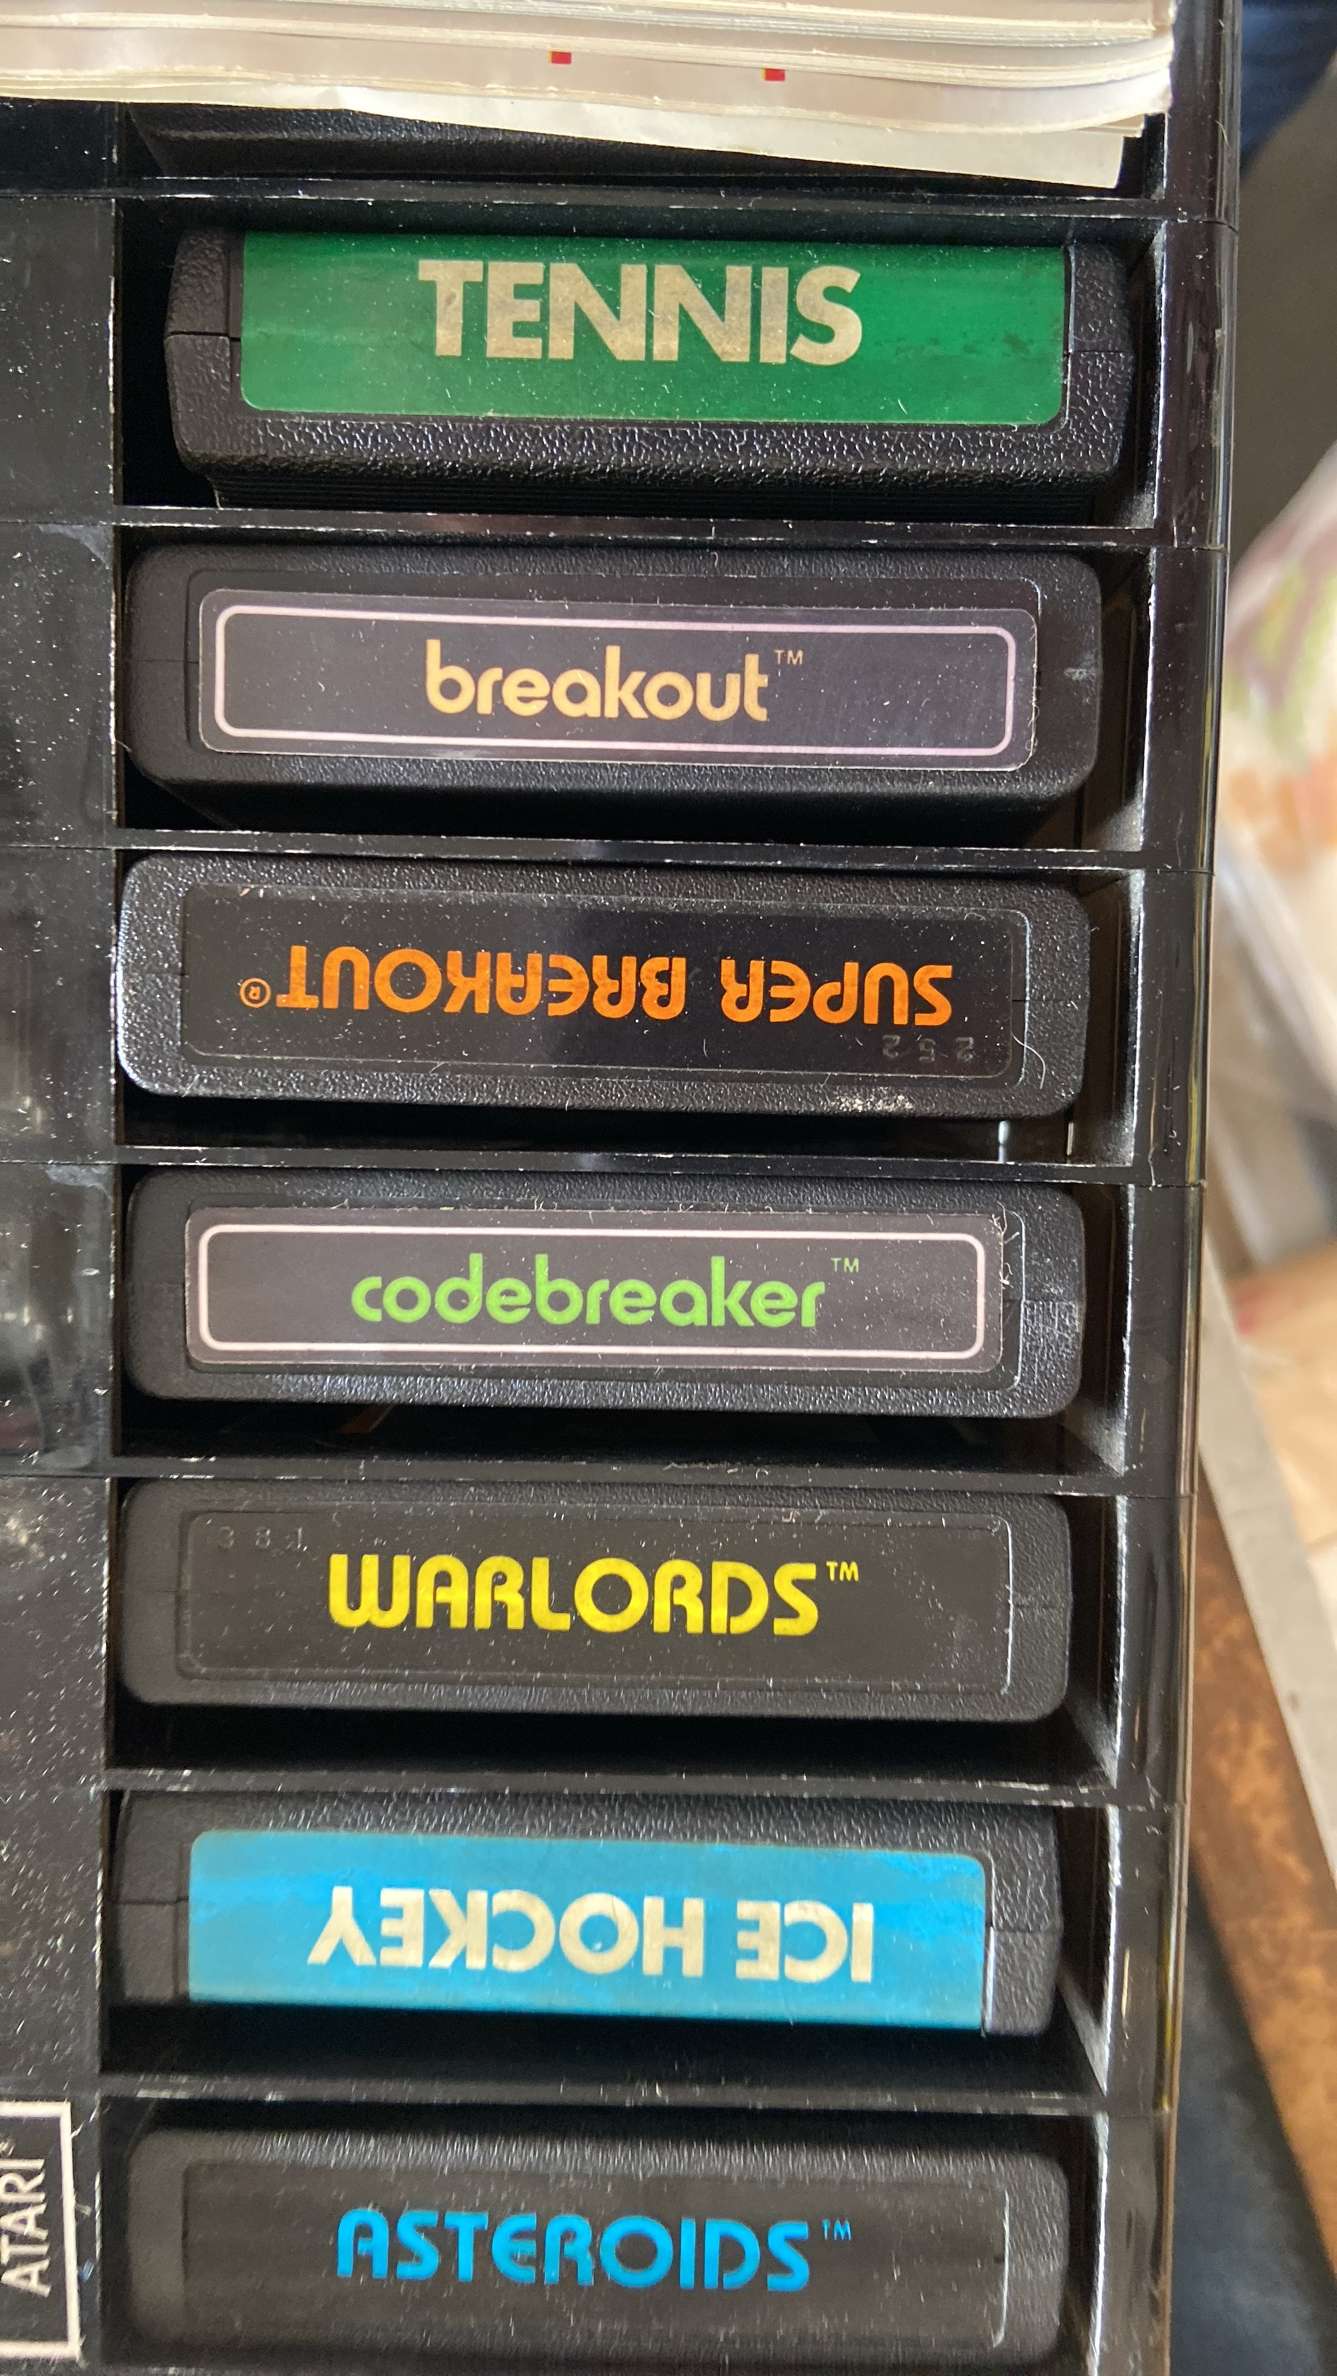 TENNIS
breakout™
SUPER BREAKOUT®
252
codebreaker™
381
WARLORDS™
ICE HOCKEY
ASTEROIDS™
ATARI®